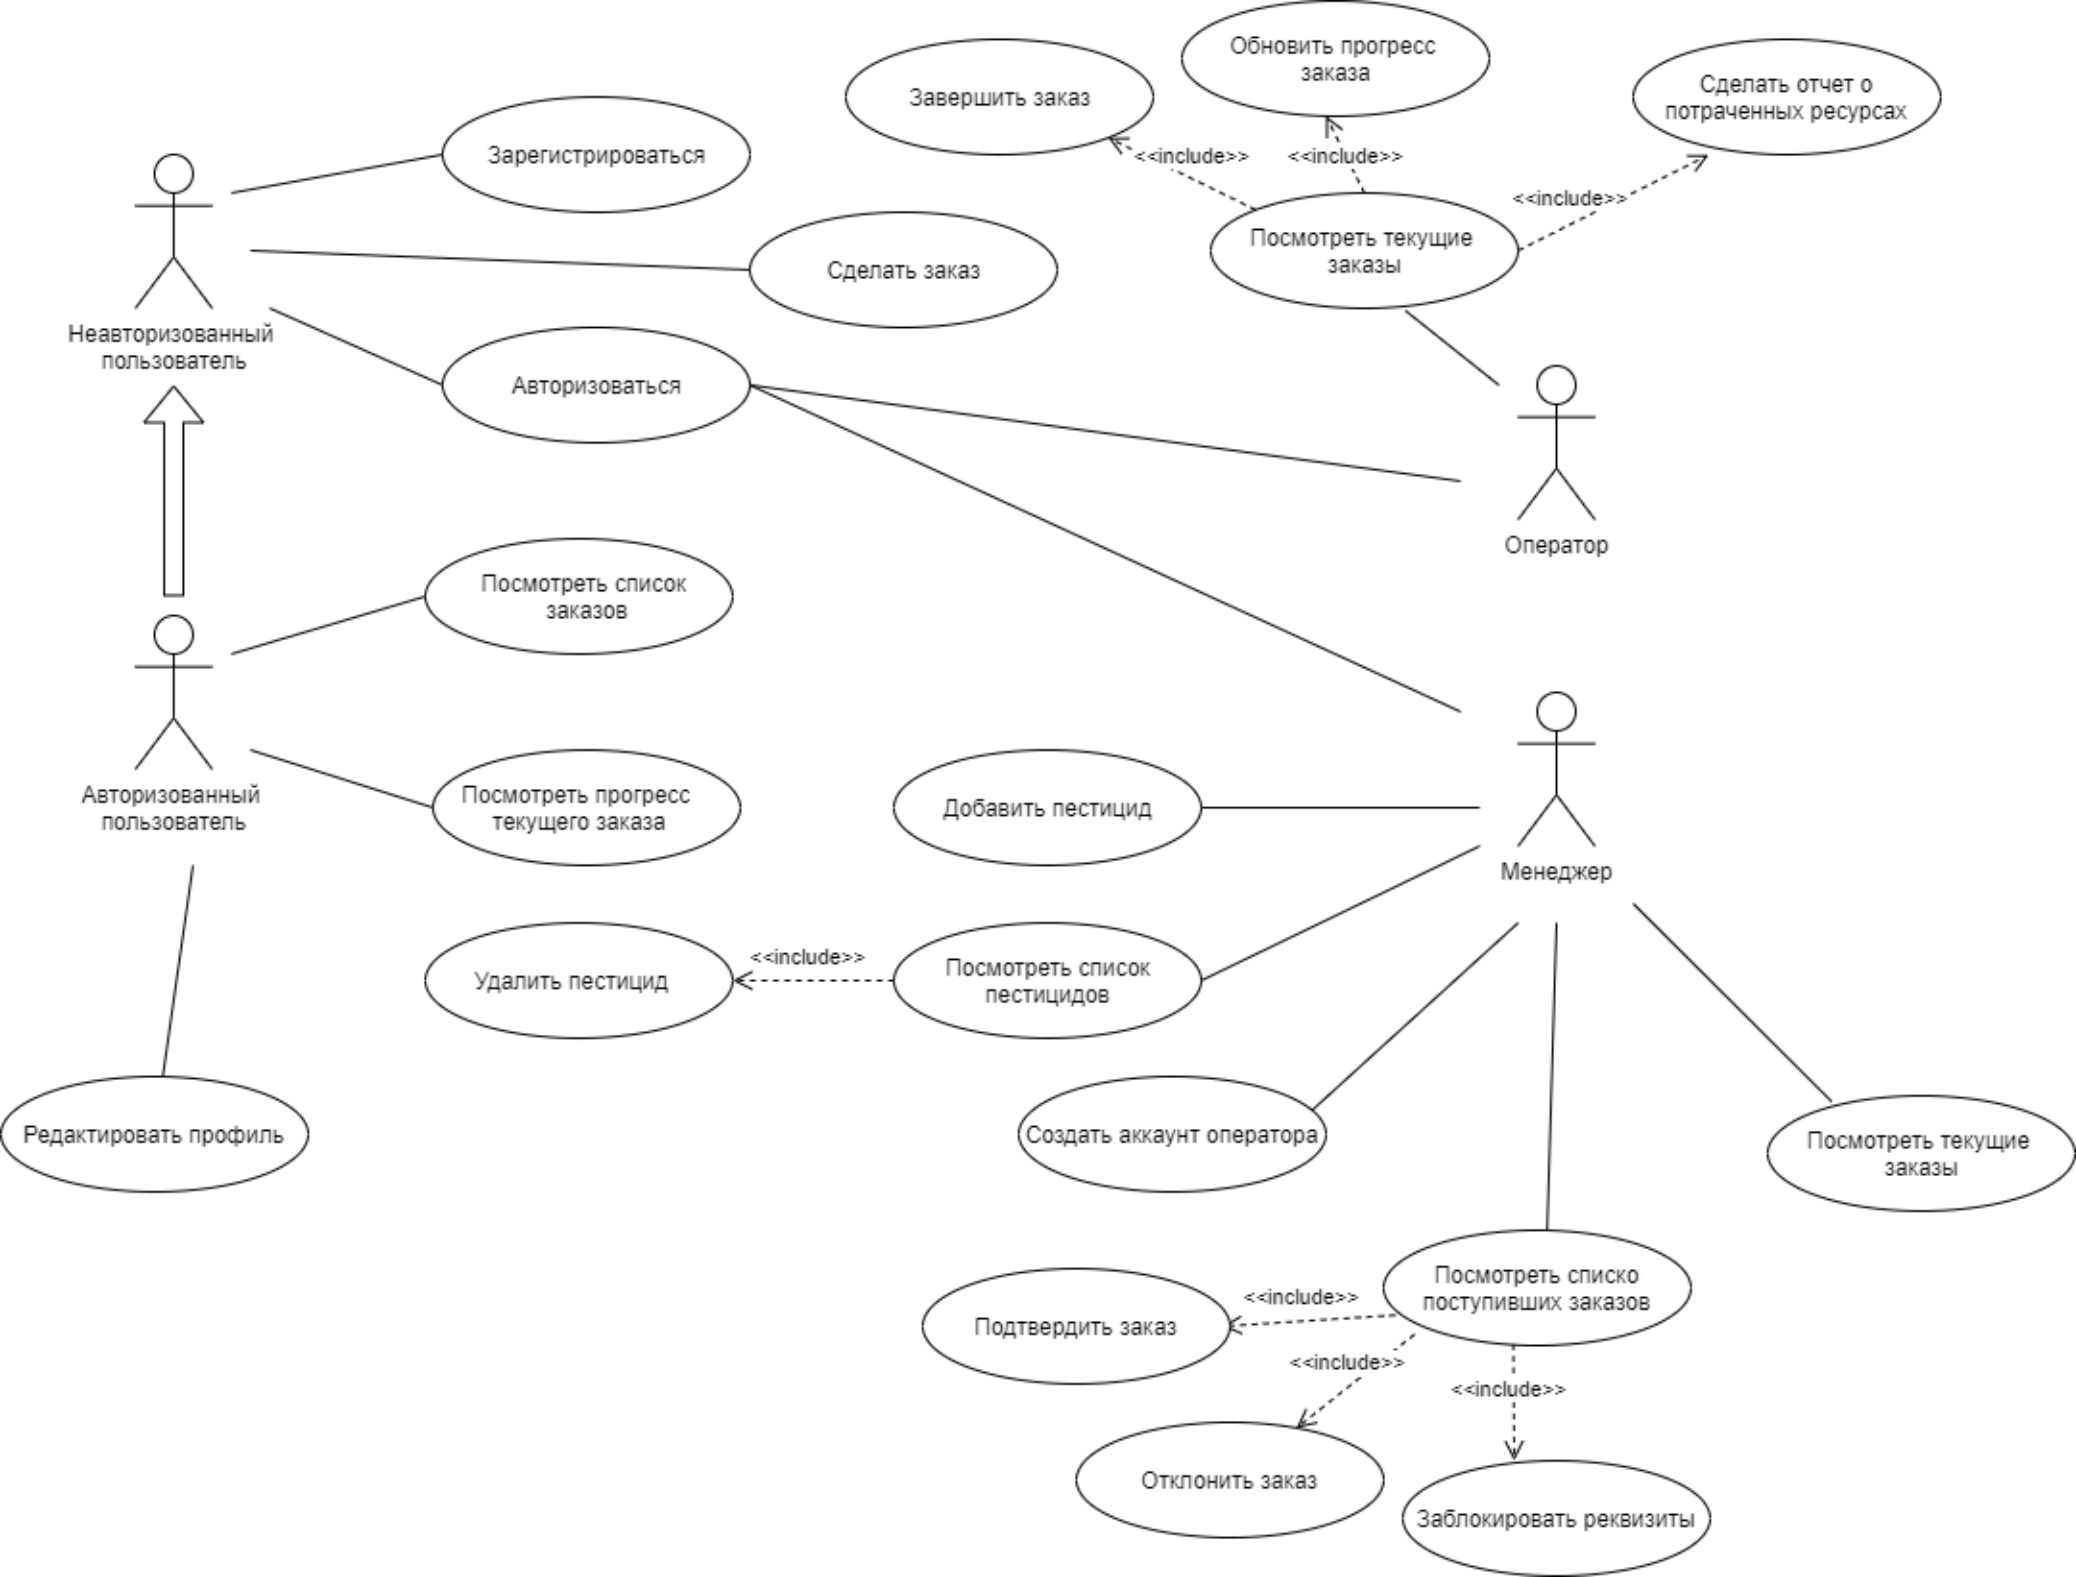 Обновить прогресс
заказа
Завершить заказ
Сделать отчет о
потраченных ресурсах
Зарегистрироваться
<<include>>
<<include>>
<<include>>
Посмотреть текущие
заказы
Сделать заказ
Неавторизованный
пользователь
Авторизоваться
Оператор
Посмотреть список
заказов
Авторизованный
пользователь
Посмотреть прогресс
текущего заказа
Добавить пестицид
Менеджер
Удалить пестицид
<<include>>
Посмотреть список
пестицидов
Редактировать профиль
Создать аккаунт оператора
Посмотреть текущие
заказы
Посмотреть списко
поступивших заказов
<<include>>
Подтвердить заказ
<<include>>
<<include>>
Отклонить заказ
Заблокировать реквизиты